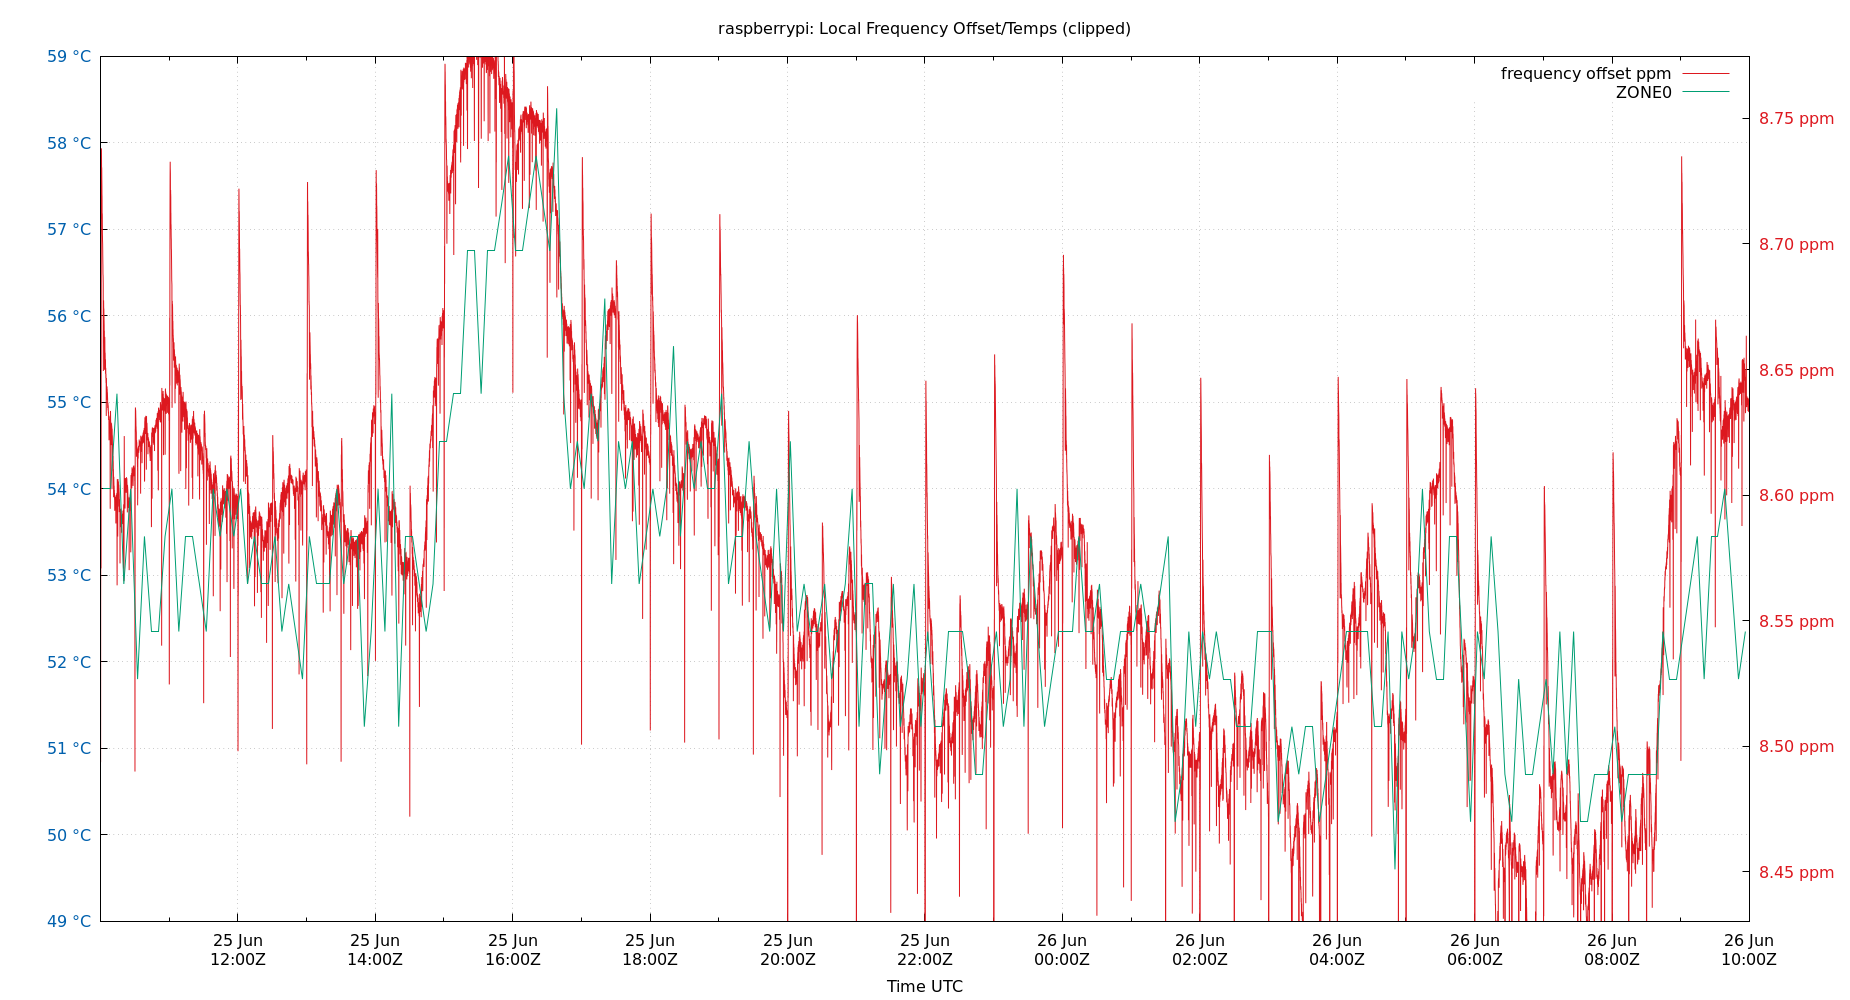 raspberrypi: Local Frequency Offset/Temps (clipped)
59 °C
58 °C
57 °C
56 °C
55 °C
54 °C
53 °C
52 °C
51 °C
50 °C
49 °C
frequency offset ppm
ZONE0
8.75 ppm
8.70 ppm
8.65 ppm
8.60 ppm
8.55 ppm
8.50 ppm
8.45 ppm
25 Jun
12:00Z
25 Jun
14:00Z
25 Jun
16:00Z
25 Jun
18:00Z
25 Jun
20:00Z
25 Jun
22:00Z
26 Jun
00:00Z
26 Jun
02:00Z
26 Jun
04:00Z
26 Jun
06:00Z
26 Jun
08:00Z
26 Jun
10:00Z
Time UTC